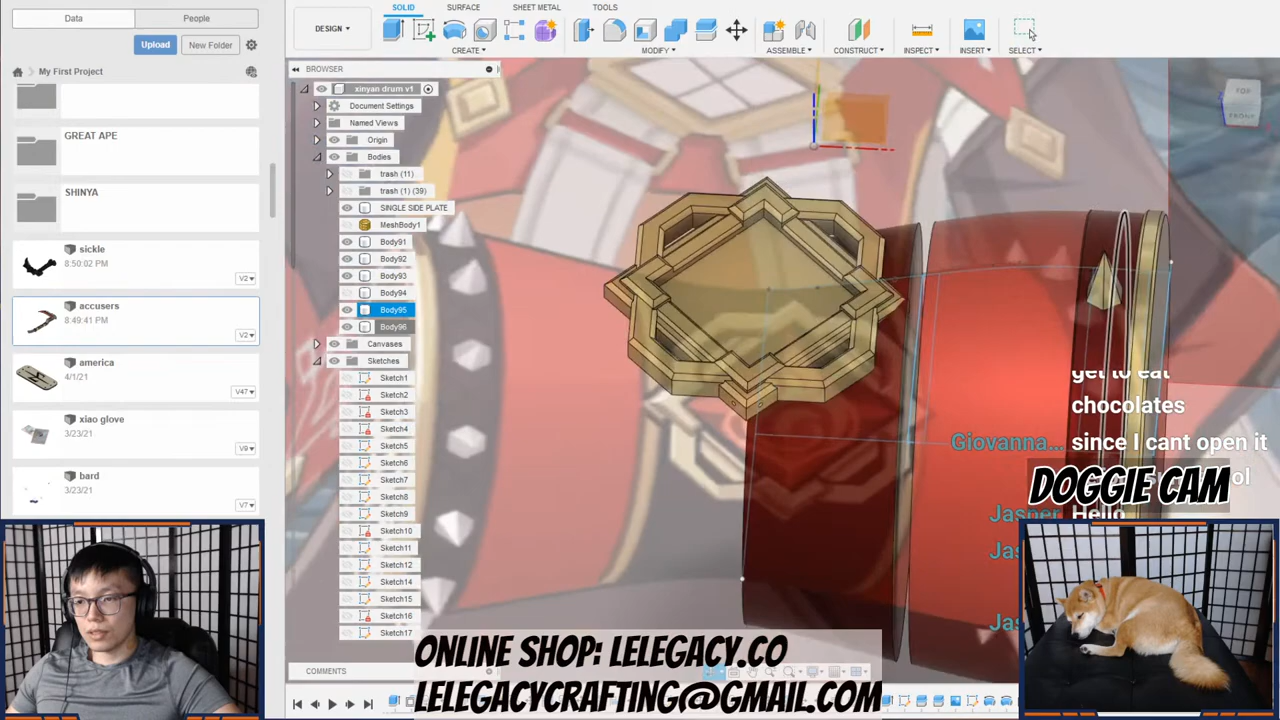 Data
People
SOLID
SURFACE
SHEET METAL
TOOLS
Upload
New Folder
DESIGN ▾
CREATE ▾
MODIFY ▾
ASSEMBLE ▾
CONSTRUCT ▾
INSPECT ▾
INSERT ▾
SELECT ▾
My First Project
BROWSER
xinyan drum v1
Document Settings
Named Views
Origin
Bodies
trash (11)
trash (1) (39)
SINGLE SIDE PLATE
MeshBody1
Body91
Body92
Body93
Body94
Body95
Body96
Canvases
Sketches
Sketch1
Sketch2
Sketch3
Sketch4
Sketch5
Sketch6
Sketch7
Sketch8
Sketch9
Sketch10
Sketch11
Sketch12
Sketch14
Sketch15
Sketch16
Sketch17
COMMENTS
GREAT APE
SHINYA
sickle
8:50:02 PM
V2▾
accusers
8:49:41 PM
V2▾
america
4/1/21
V47▾
xiao glove
3/23/21
V9▾
bard
3/23/21
V7▾
TOP
FRONT
yet to eat
chocolates
Giovanna... since I cant open it
DOGGIE CAM
Jasper Hello
ONLINE SHOP: LELEGACY.CO
LELEGACYCRAFTING@GMAIL.COM